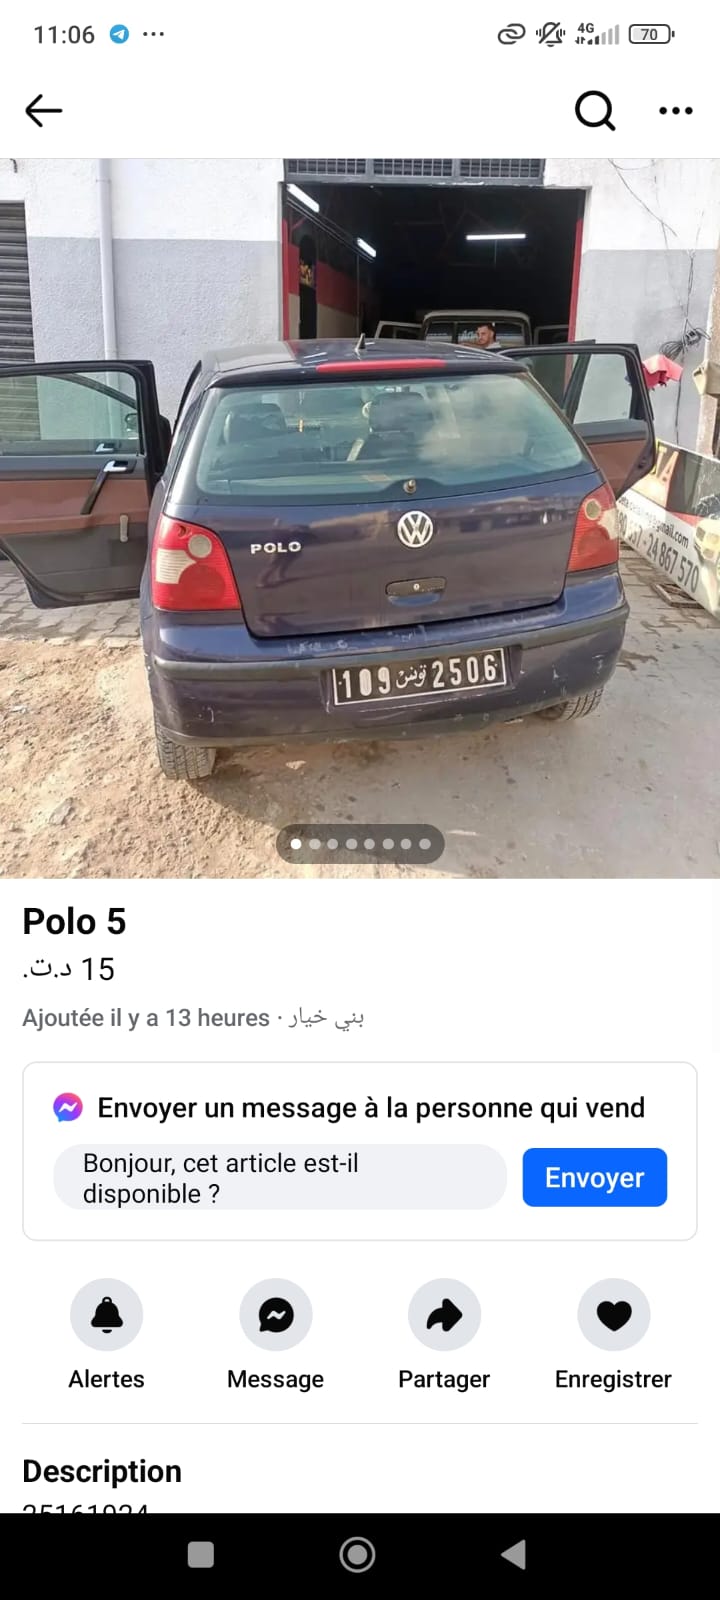 11:06
4G
70
POLO
109 تونس 2506
@gmail.com
24 867 570
Polo 5
15 د.ت.
Ajoutée il y a 13 heures · بني خيار
Envoyer un message à la personne qui vend
Bonjour, cet article est-il
disponible ?
Envoyer
Alertes
Message
Partager
Enregistrer
Description